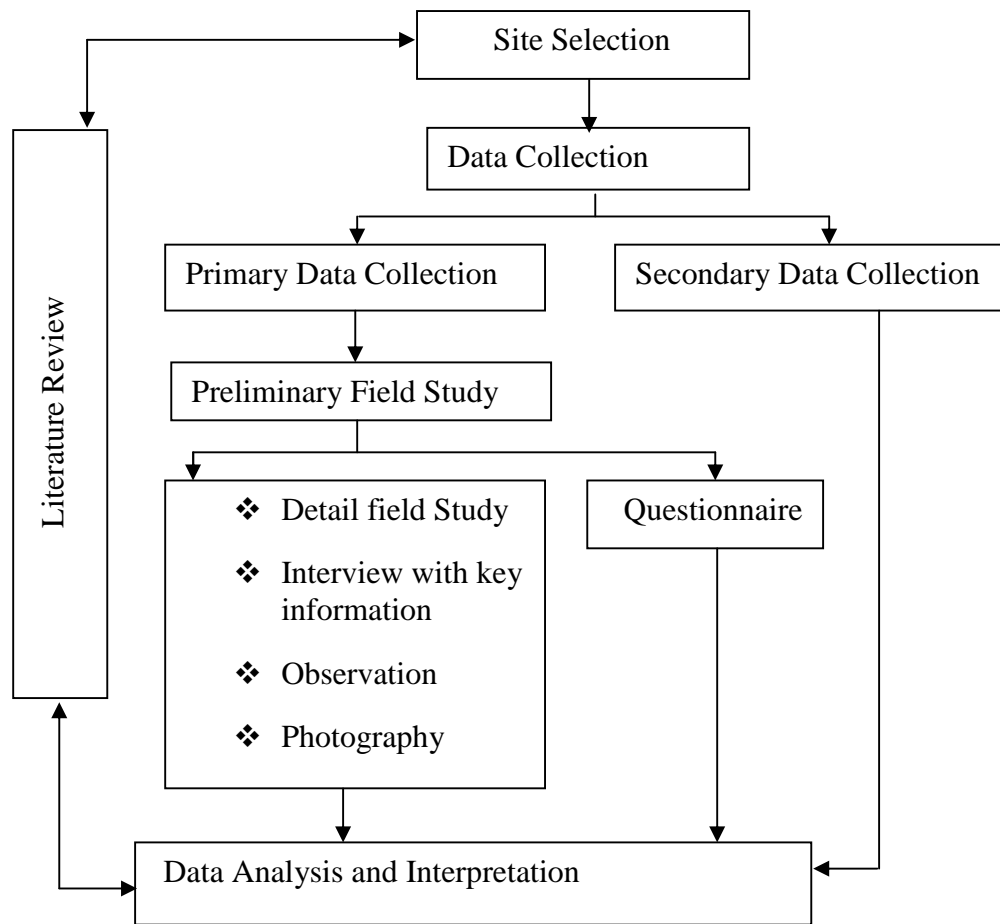 Site Selection
Data Collection
Primary Data Collection
Secondary Data Collection
Literature Review
Preliminary Field Study
❖ Detail field Study
❖ Interview with key
information
❖ Observation
❖ Photography
Questionnaire
Data Analysis and Interpretation